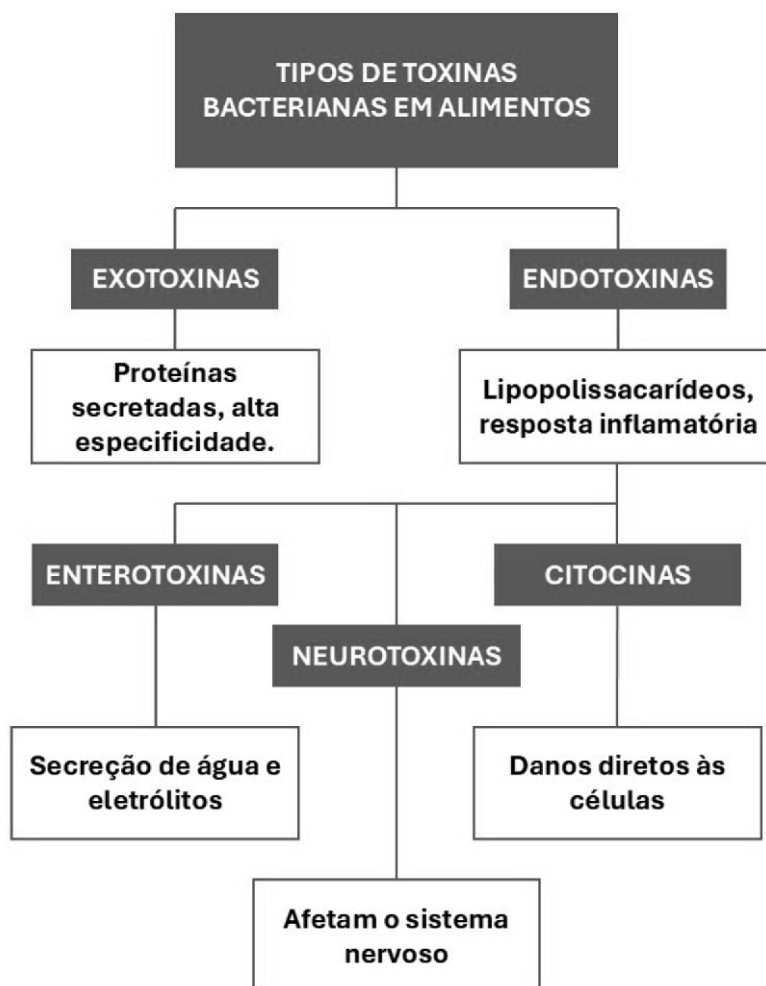 TIPOS DE TOXINAS
BACTERIANAS EM ALIMENTOS
EXOTOXINAS
ENDOTOXINAS
Proteínas
secretadas, alta
especificidade.
Lipopolissacarídeos,
resposta inflamatória
ENTEROTOXINAS
CITOCINAS
NEUROTOXINAS
Secreção de água e
eletrólitos
Danos diretos às
células
Afetam o sistema
nervoso